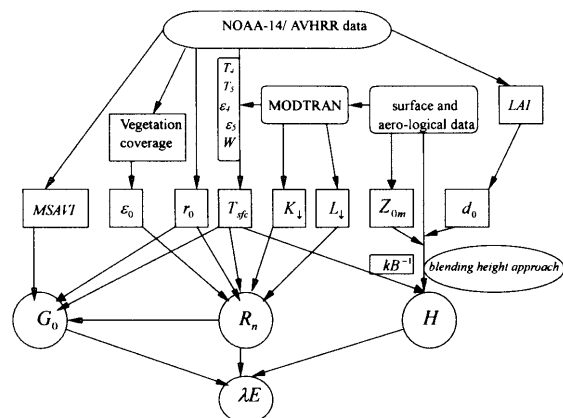 NOAA-14/ AVHRR data
T₄
T₅
ε₄
ε₅
W
MODTRAN
surface and
aero-logical data
LAI
Vegetation
coverage
MSAVI
ε₀
r₀
T_sfc
K↓
L↓
Z₀ₘ
d₀
kB⁻¹
blending height approach
G₀
Rₙ
H
λE